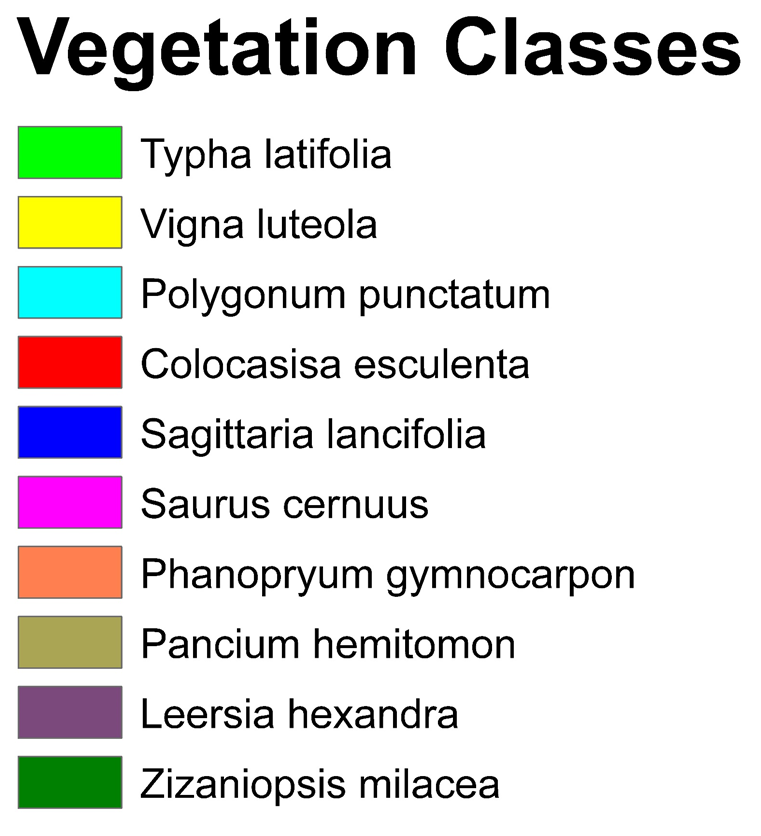 Vegetation Classes
Typha latifolia
Vigna luteola
Polygonum punctatum
Colocasisa esculenta
Sagittaria lancifolia
Saurus cernuus
Phanopryum gymnocarpon
Pancium hemitomon
Leersia hexandra
Zizaniopsis milacea